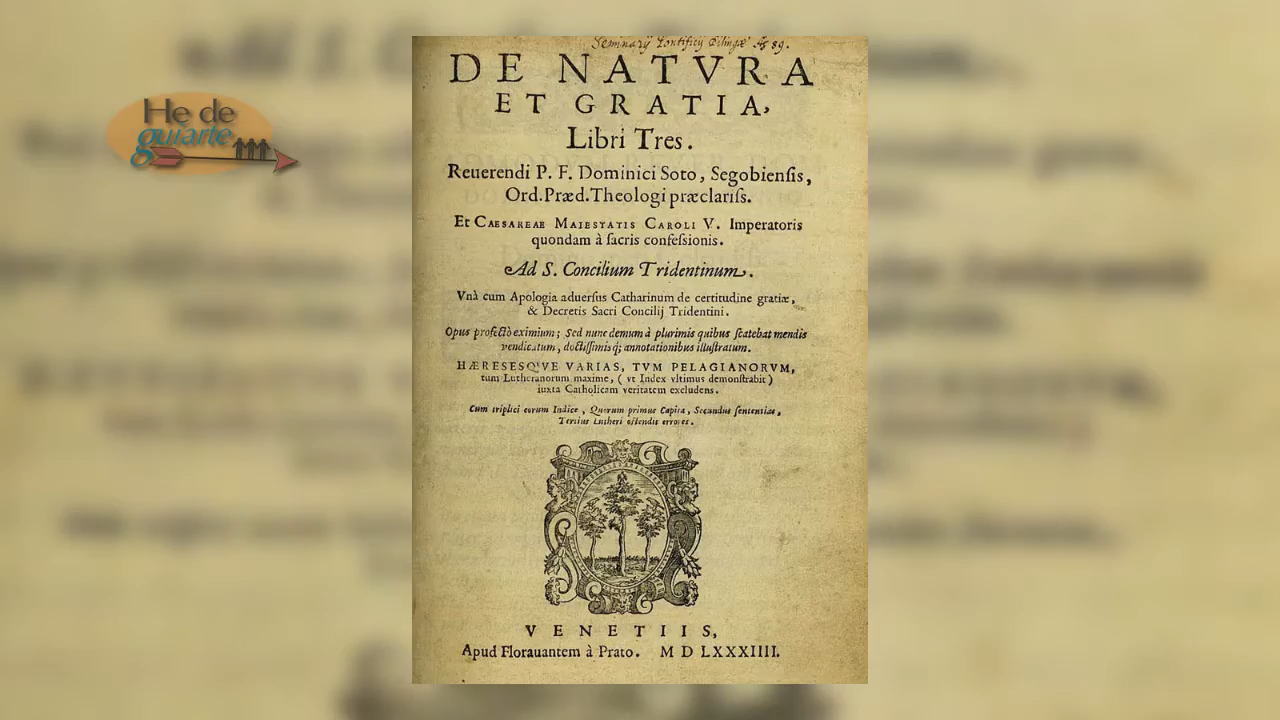 He de
guiarte
Seminarij Pontificij Dilingæ Aº 89.
DE NATVRA
ET GRATIA,
Libri Tres.
Reuerendi P. F. Dominici Soto, Segobienſis,
Ord.Præd.Theologi præclariſs.
Et CAESAREAE MAIESTATIS CAROLI V. Imperatoris
quondam à ſacris confeſsionis.
Ad S. Concilium Tridentinum.
Vnà cum Apologia aduerſus Catharinum de certitudine gratiæ,
& Decretis Sacri Concilij Tridentini.
Opus profectò eximium; Sed nunc demum à plurimis quibus ſcatebat mendis
vendicatum, doctiſſimisq́; annotationibus illuſtratum.
HÆRESESQ'VE VARIAS, TVM PELAGIANORVM,
tum Lutheranorum maxime, ( vt Index vltimus demonſtrabit )
iuxta Catholicam veritatem excludens.
Cum triplici eorum Indice, Quorum primus Capita, Secundus ſententias,
Tertius Lutheri oſtendit errores.
VENETIIS,
Apud Florauantem à Prato. M D LXXXIIII.